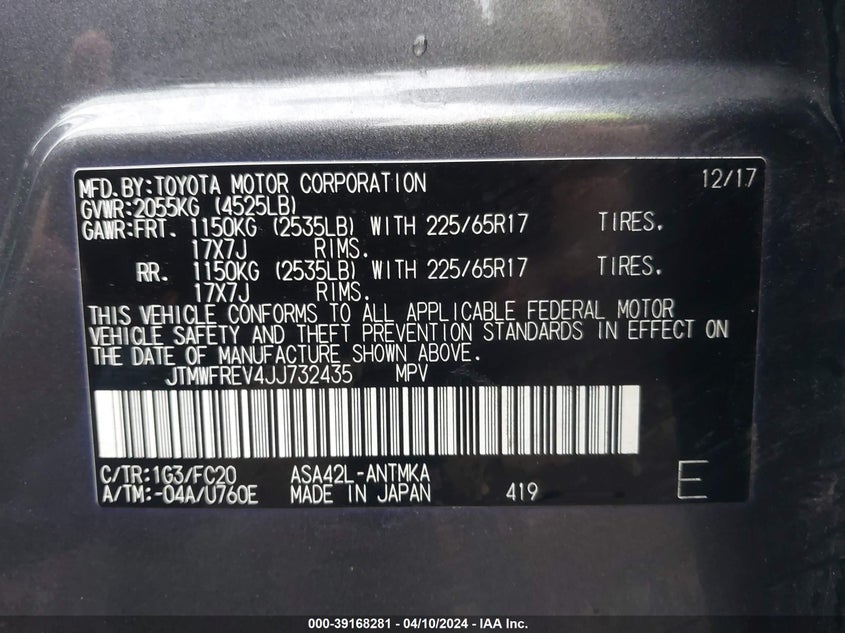 MFD.BY:TOYOTA MOTOR CORPORATION 12/17
GVWR:2055KG (4525LB)
GAWR:FRT. 1150KG (2535LB) WITH 225/65R17 TIRES.
17X7J RIMS.
RR. 1150KG (2535LB) WITH 225/65R17 TIRES.
17X7J RIMS.
THIS VEHICLE CONFORMS TO ALL APPLICABLE FEDERAL MOTOR
VEHICLE SAFETY AND THEFT PREVENTION STANDARDS IN EFFECT ON
THE DATE OF MANUFACTURE SHOWN ABOVE.
JTMWFREV4JJ732435 MPV
C/TR:1G3/FC20 ASA42L-ANTMKA
A/TM:-04A/U760E MADE IN JAPAN 419 E
000-39168281 - 04/10/2024 - IAA Inc.